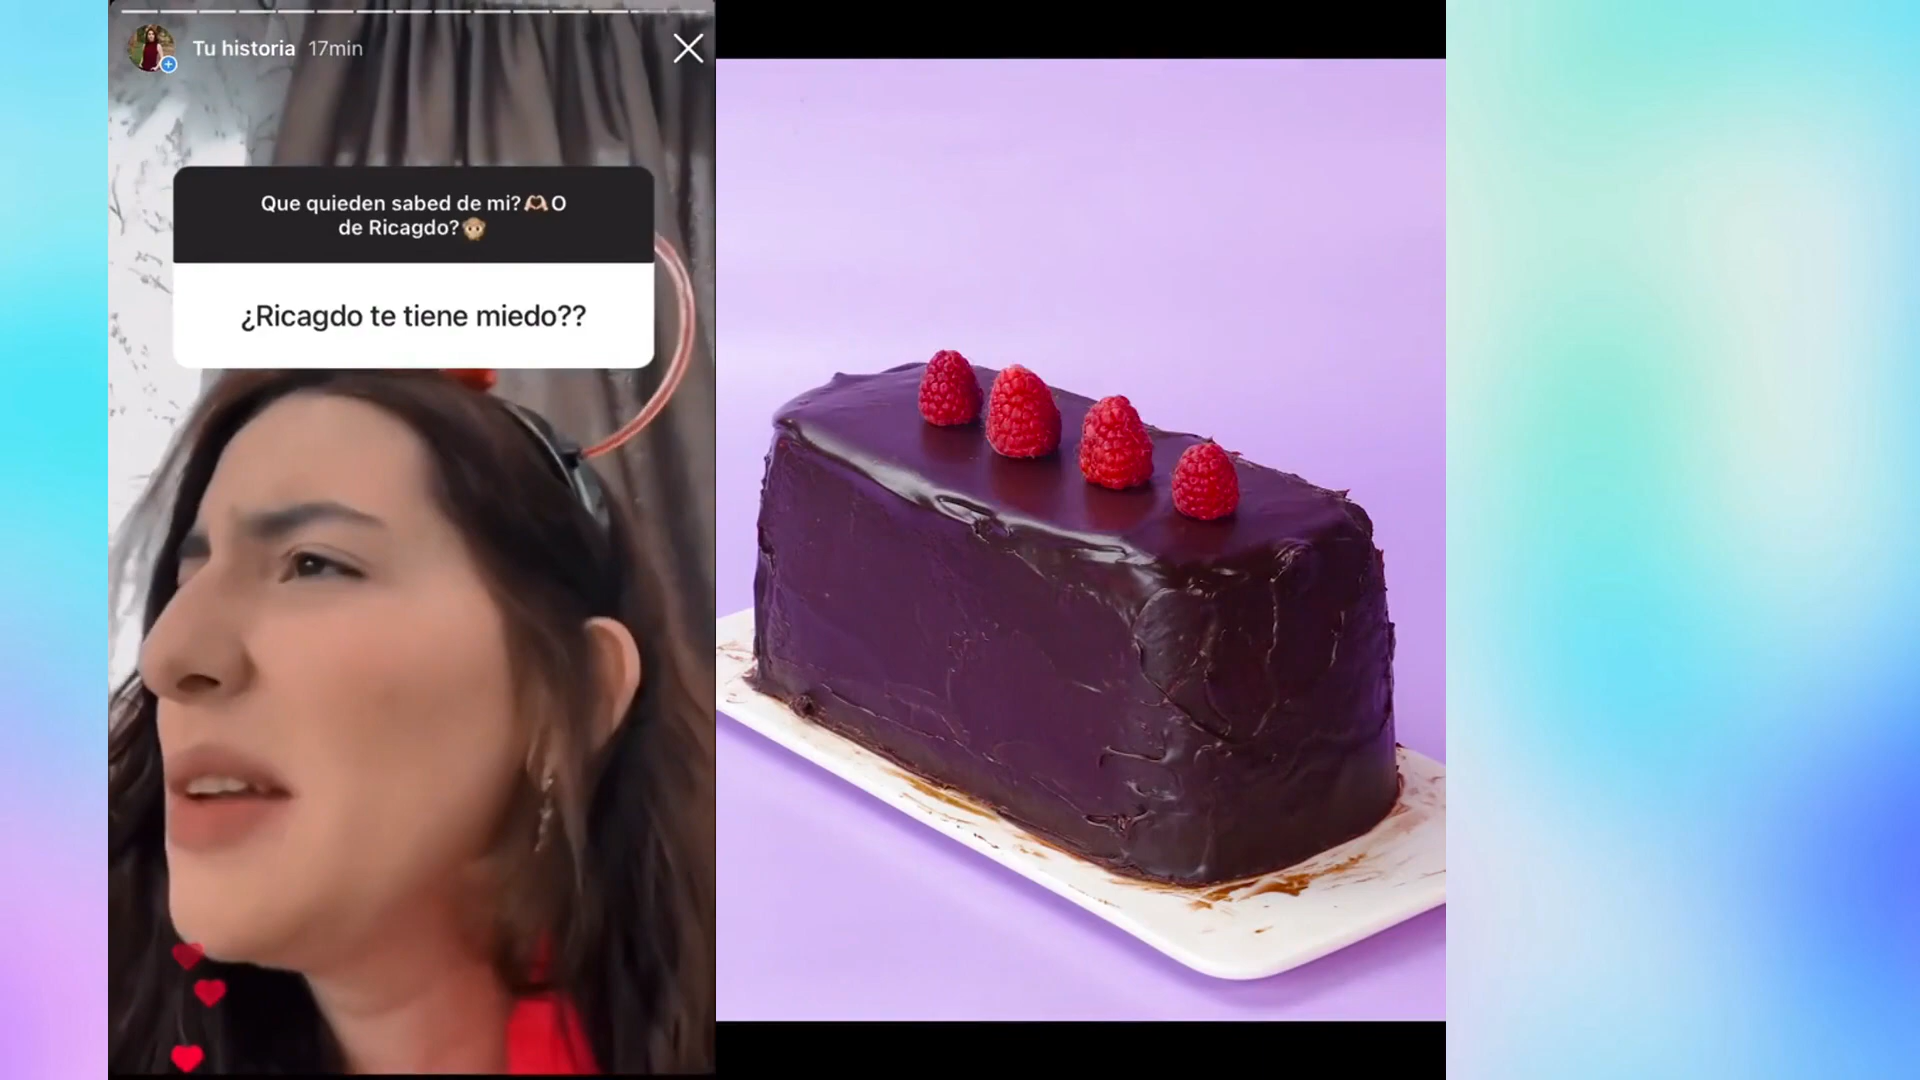 Tu historia 17min
Que quieden sabed de mi?🫶🏻O
de Ricagdo?🙊
¿Ricagdo te tiene miedo??